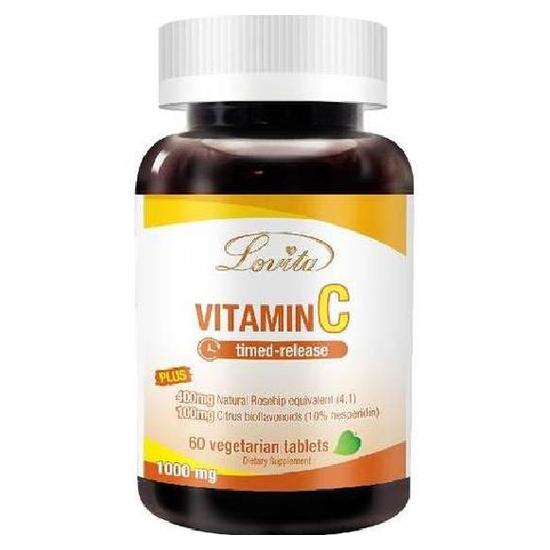 Lovita
VITAMIN C
timed-release
PLUS
400mg Natural Rosehip equivalent (4:1)
100mg Citrus bioflavonoids (10% hesperidin)
60 vegetarian tablets
Dietary Supplement
1000 mg